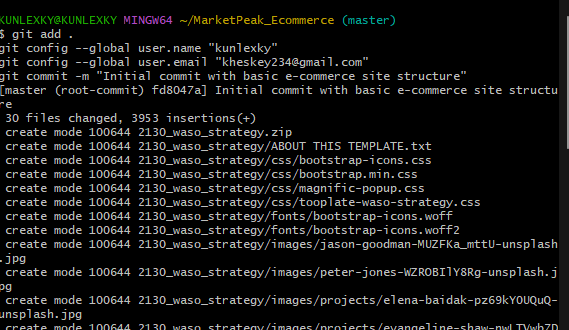 KUNLEXKY@KUNLEXKY MINGW64 ~/MarketPeak_Ecommerce (master)
$ git add .
git config --global user.name "kunlexky"
git config --global user.email "kheskey234@gmail.com"
git commit -m "Initial commit with basic e-commerce site structure"
[master (root-commit) fd8047a] Initial commit with basic e-commerce site structu
re
 30 files changed, 3953 insertions(+)
 create mode 100644 2130_waso_strategy.zip
 create mode 100644 2130_waso_strategy/ABOUT THIS TEMPLATE.txt
 create mode 100644 2130_waso_strategy/css/bootstrap-icons.css
 create mode 100644 2130_waso_strategy/css/bootstrap.min.css
 create mode 100644 2130_waso_strategy/css/magnific-popup.css
 create mode 100644 2130_waso_strategy/css/tooplate-waso-strategy.css
 create mode 100644 2130_waso_strategy/fonts/bootstrap-icons.woff
 create mode 100644 2130_waso_strategy/fonts/bootstrap-icons.woff2
 create mode 100644 2130_waso_strategy/images/jason-goodman-MUZFKa_mttU-unsplash
.jpg
 create mode 100644 2130_waso_strategy/images/peter-jones-WZROBIlY8Rg-unsplash.j
pg
 create mode 100644 2130_waso_strategy/images/projects/elena-baidak-pz69kYOUQuQ-
unsplash.jpg
 create mode 100644 2130_waso_strategy/images/projects/evangeline-shaw-nwLTVwb7D